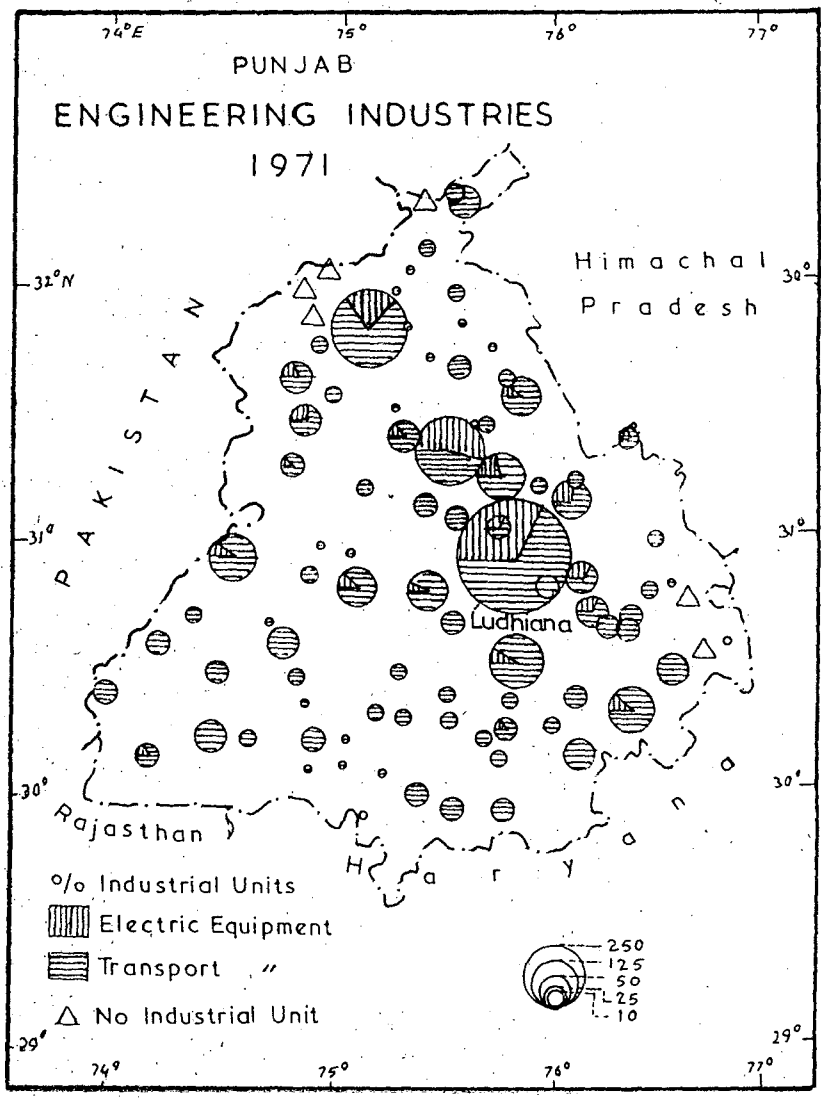 74°E 75° 76° 77°
PUNJAB
ENGINEERING INDUSTRIES
1971
Himachal
Pradesh
32°N
30°
PAKISTAN
31°
31°
Ludhiana
30°
30°
Rajasthan
Haryana
% Industrial Units
Electric Equipment
Transport "
△ No Industrial Unit
250
125
50
25
10
29°
29°
74° 75° 76° 77°